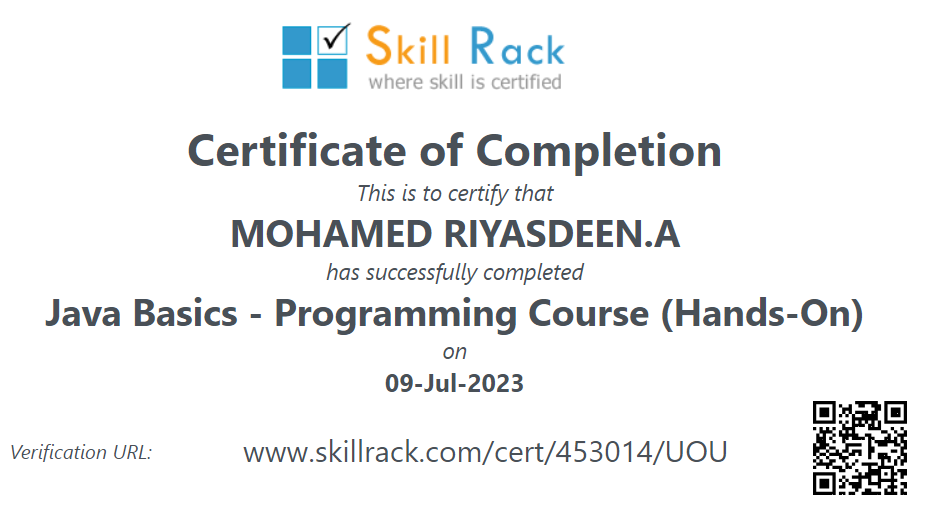 Skill Rack
where skill is certified
Certificate of Completion
This is to certify that
MOHAMED RIYASDEEN.A
has successfully completed
Java Basics - Programming Course (Hands-On)
on
09-Jul-2023
Verification URL: www.skillrack.com/cert/453014/UOU